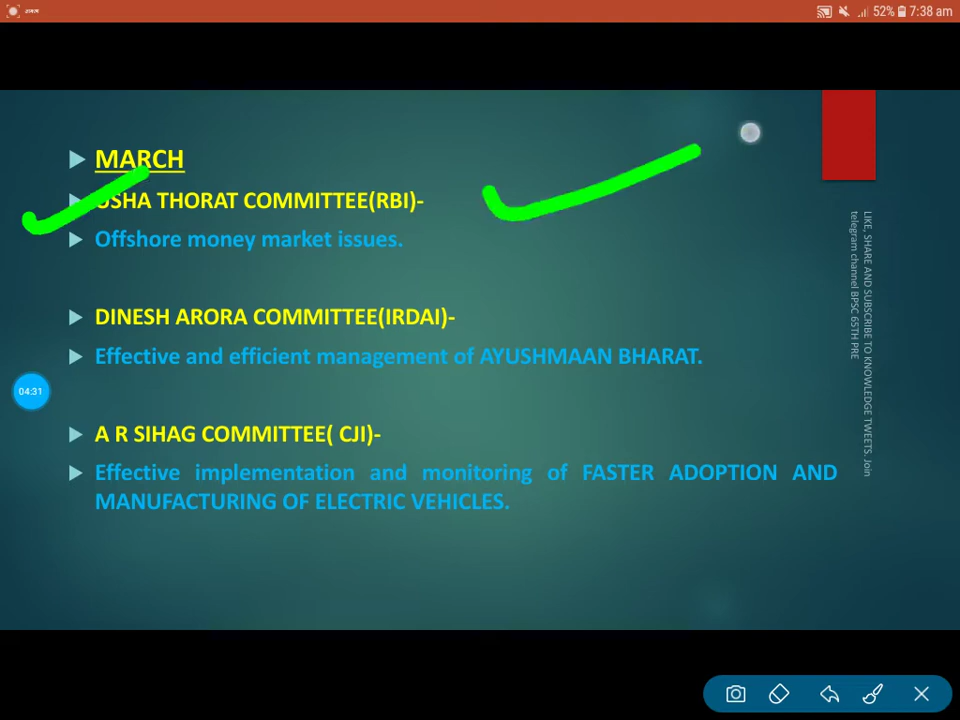 52% 7:38 am
MARCH
USHA THORAT COMMITTEE(RBI)-
Offshore money market issues.
DINESH ARORA COMMITTEE(IRDAI)-
Effective and efficient management of AYUSHMAAN BHARAT.
04:31
A R SIHAG COMMITTEE( CJI)-
Effective implementation and monitoring of FASTER ADOPTION AND
MANUFACTURING OF ELECTRIC VEHICLES.
LIKE, SHARE AND SUBSCRIBE TO KNOWLEDGE TWEETS. Join
telegram channel BPSC 65TH PRE